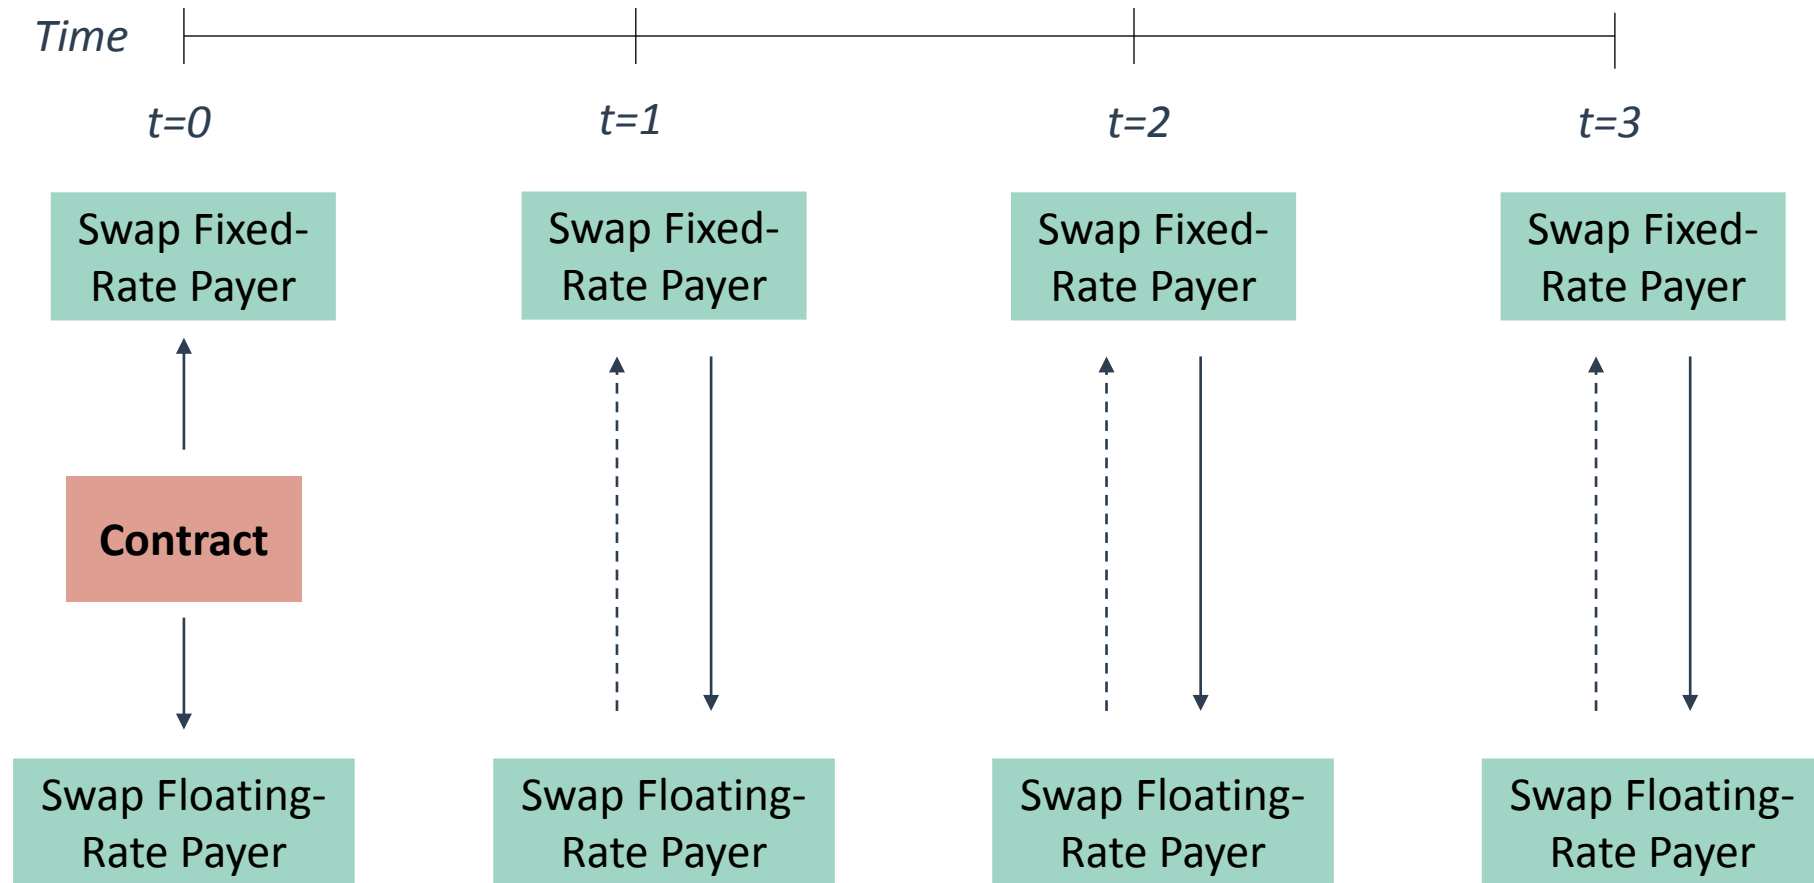 Time
t=0
t=1
t=2
t=3
Swap Fixed-
Rate Payer
Swap Fixed-
Rate Payer
Swap Fixed-
Rate Payer
Swap Fixed-
Rate Payer
Contract
Swap Floating-
Rate Payer
Swap Floating-
Rate Payer
Swap Floating-
Rate Payer
Swap Floating-
Rate Payer